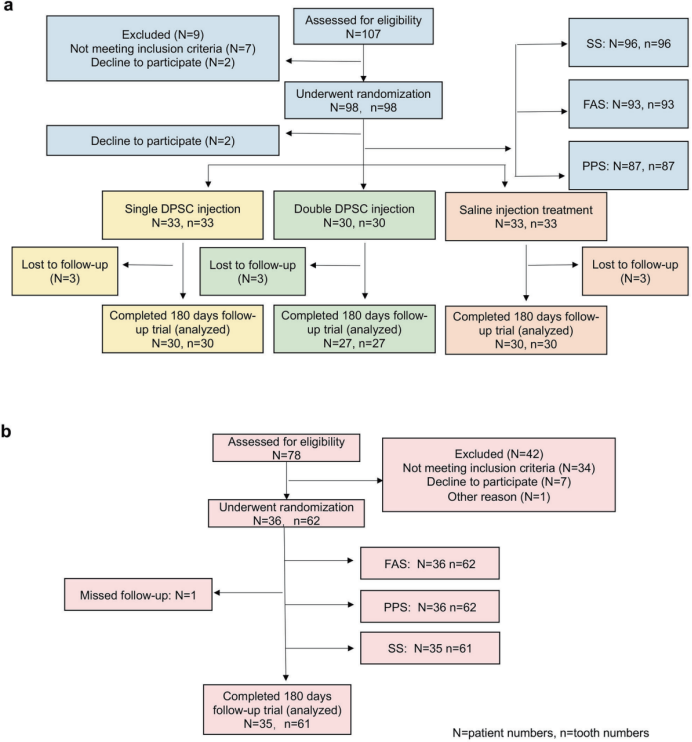 a
Assessed for eligibility
N=107
Excluded (N=9)
Not meeting inclusion criteria (N=7)
Decline to participate (N=2)
SS: N=96, n=96
Underwent randomization
N=98, n=98
FAS: N=93, n=93
Decline to participate (N=2)
PPS: N=87, n=87
Single DPSC injection
N=33, n=33
Double DPSC injection
N=30, n=30
Saline injection treatment
N=33, n=33
Lost to follow-up
(N=3)
Lost to follow-up
(N=3)
Lost to follow-up
(N=3)
Completed 180 days follow-
up trial (analyzed)
N=30, n=30
Completed 180 days follow-
up trial (analyzed)
N=27, n=27
Completed 180 days follow-
up trial (analyzed)
N=30, n=30
b
Assessed for eligibility
N=78
Excluded (N=42)
Not meeting inclusion criteria (N=34)
Decline to participate (N=7)
Other reason (N=1)
Underwent randomization
N=36, n=62
FAS: N=36 n=62
Missed follow-up: N=1
PPS: N=36 n=62
SS: N=35 n=61
Completed 180 days
follow-up trial (analyzed)
N=35, n=61
N=patient numbers, n=tooth numbers